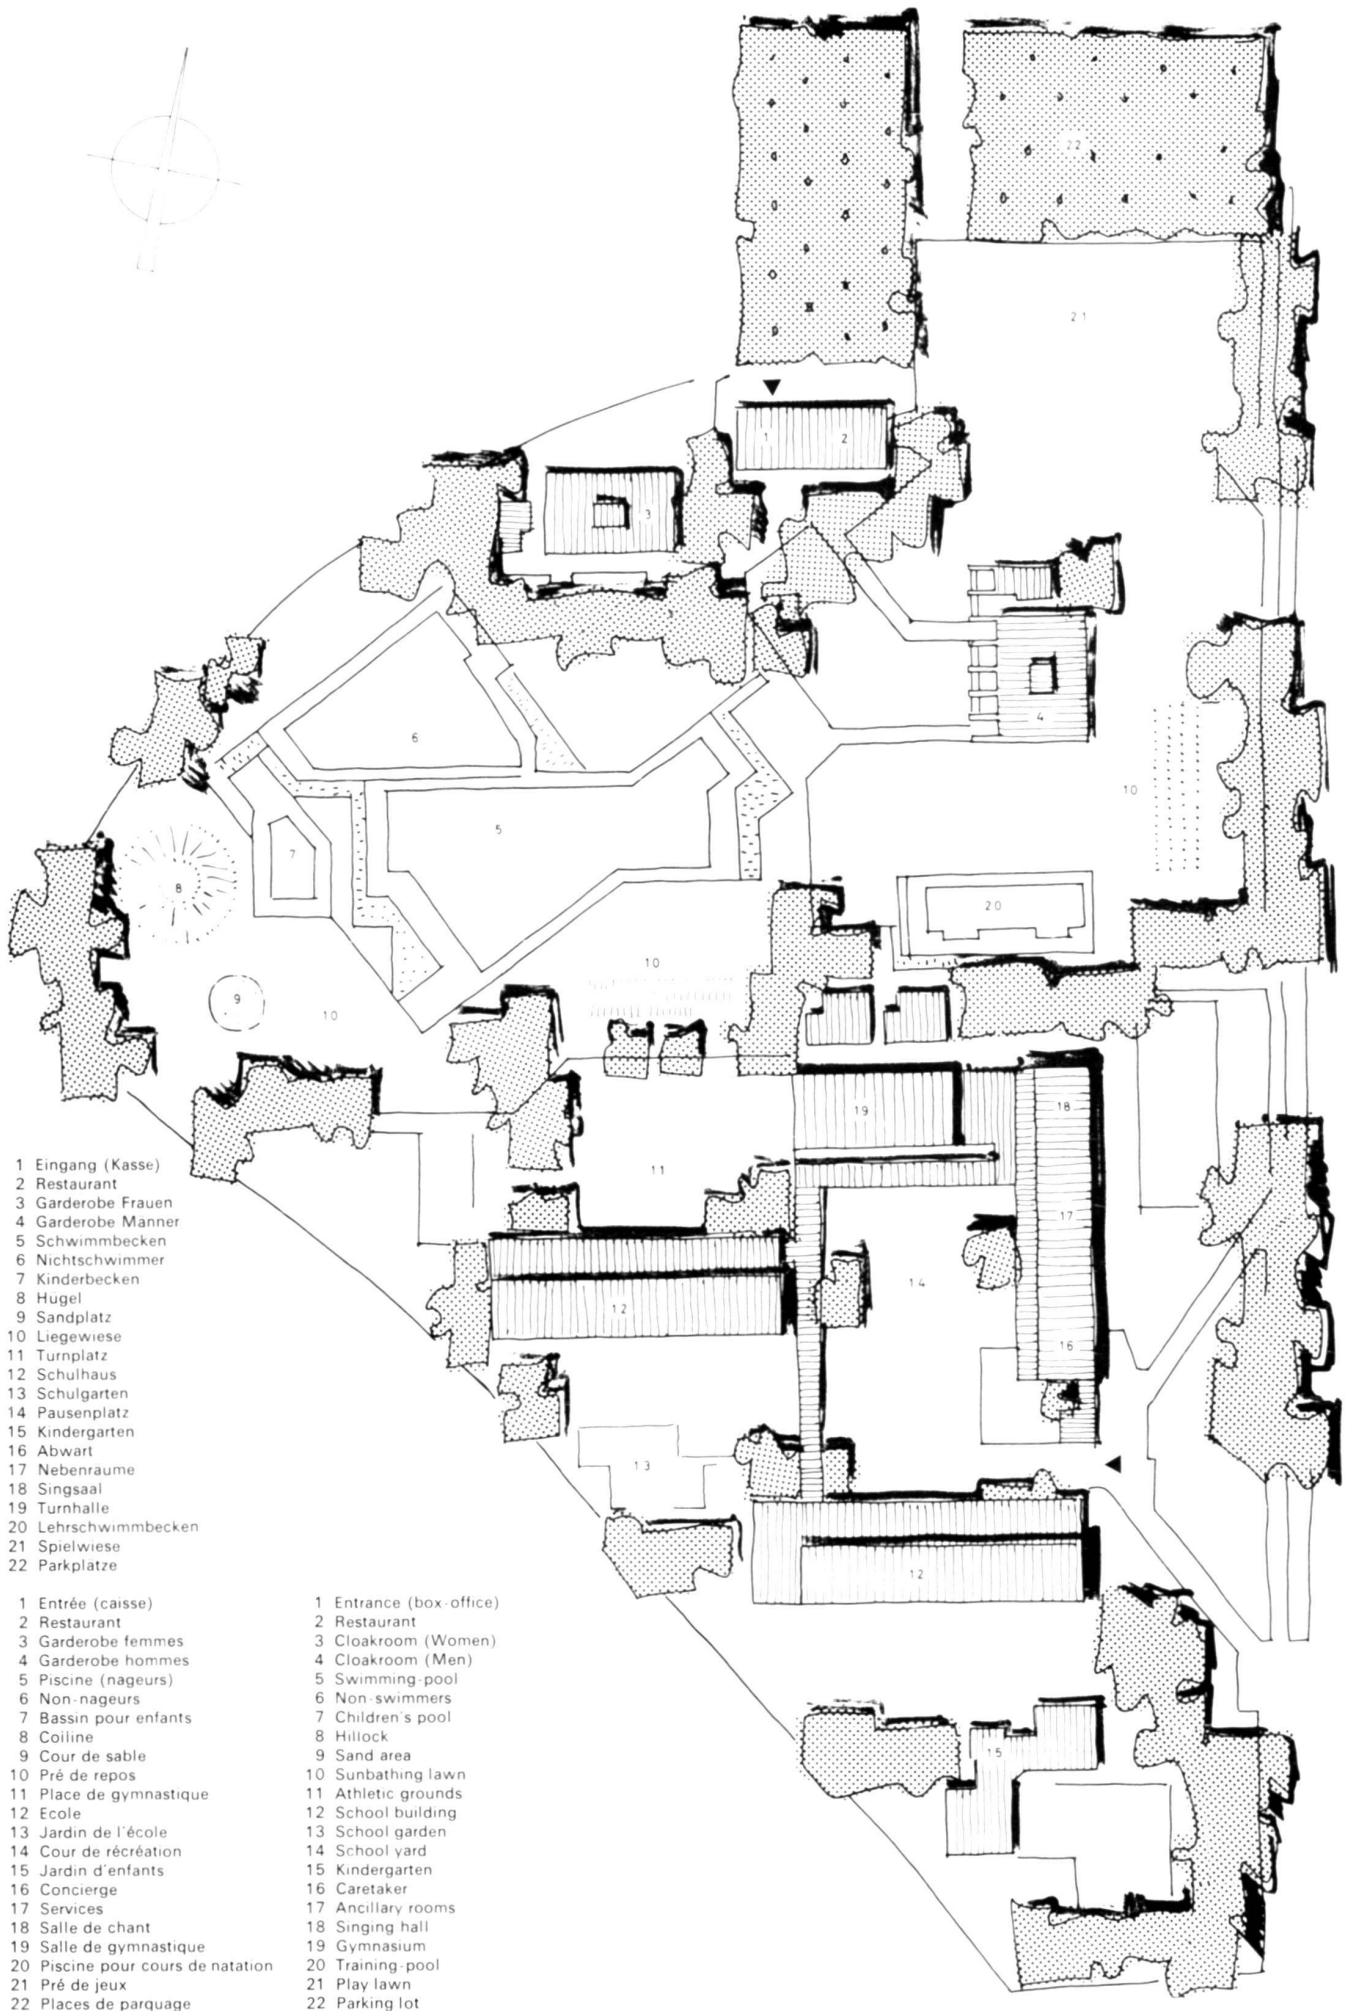 22
21
1 2
3
3
4
6
10
5
7
8
20
10
9
10
19 18
11
17
14
12
16
13
12
15
1 Eingang (Kasse)
2 Restaurant
3 Garderobe Frauen
4 Garderobe Manner
5 Schwimmbecken
6 Nichtschwimmer
7 Kinderbecken
8 Hugel
9 Sandplatz
10 Liegewiese
11 Turnplatz
12 Schulhaus
13 Schulgarten
14 Pausenplatz
15 Kindergarten
16 Abwart
17 Nebenraume
18 Singsaal
19 Turnhalle
20 Lehrschwimmbecken
21 Spielwiese
22 Parkplatze
1 Entrée (caisse)
2 Restaurant
3 Garderobe femmes
4 Garderobe hommes
5 Piscine (nageurs)
6 Non-nageurs
7 Bassin pour enfants
8 Coiline
9 Cour de sable
10 Pré de repos
11 Place de gymnastique
12 Ecole
13 Jardin de l'école
14 Cour de récréation
15 Jardin d'enfants
16 Concierge
17 Services
18 Salle de chant
19 Salle de gymnastique
20 Piscine pour cours de natation
21 Pré de jeux
22 Places de parquage
1 Entrance (box-office)
2 Restaurant
3 Cloakroom (Women)
4 Cloakroom (Men)
5 Swimming-pool
6 Non-swimmers
7 Children's pool
8 Hillock
9 Sand area
10 Sunbathing lawn
11 Athletic grounds
12 School building
13 School garden
14 School yard
15 Kindergarten
16 Caretaker
17 Ancillary rooms
18 Singing hall
19 Gymnasium
20 Training-pool
21 Play lawn
22 Parking lot